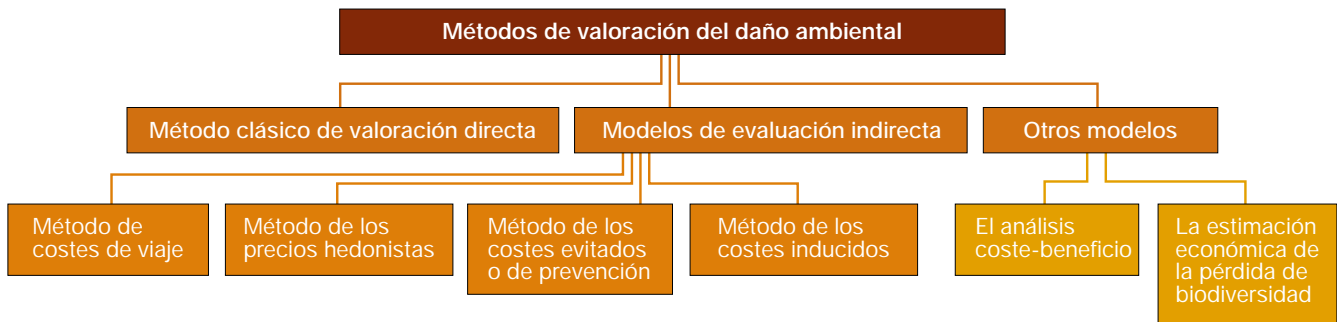 Métodos de valoración del daño ambiental
Método clásico de valoración directa
Modelos de evaluación indirecta
Otros modelos
Método de
costes de viaje
Método de los
precios hedonistas
Método de los
costes evitados
o de prevención
Método de los
costes inducidos
El análisis
coste-beneficio
La estimación
económica de
la pérdida de
biodiversidad